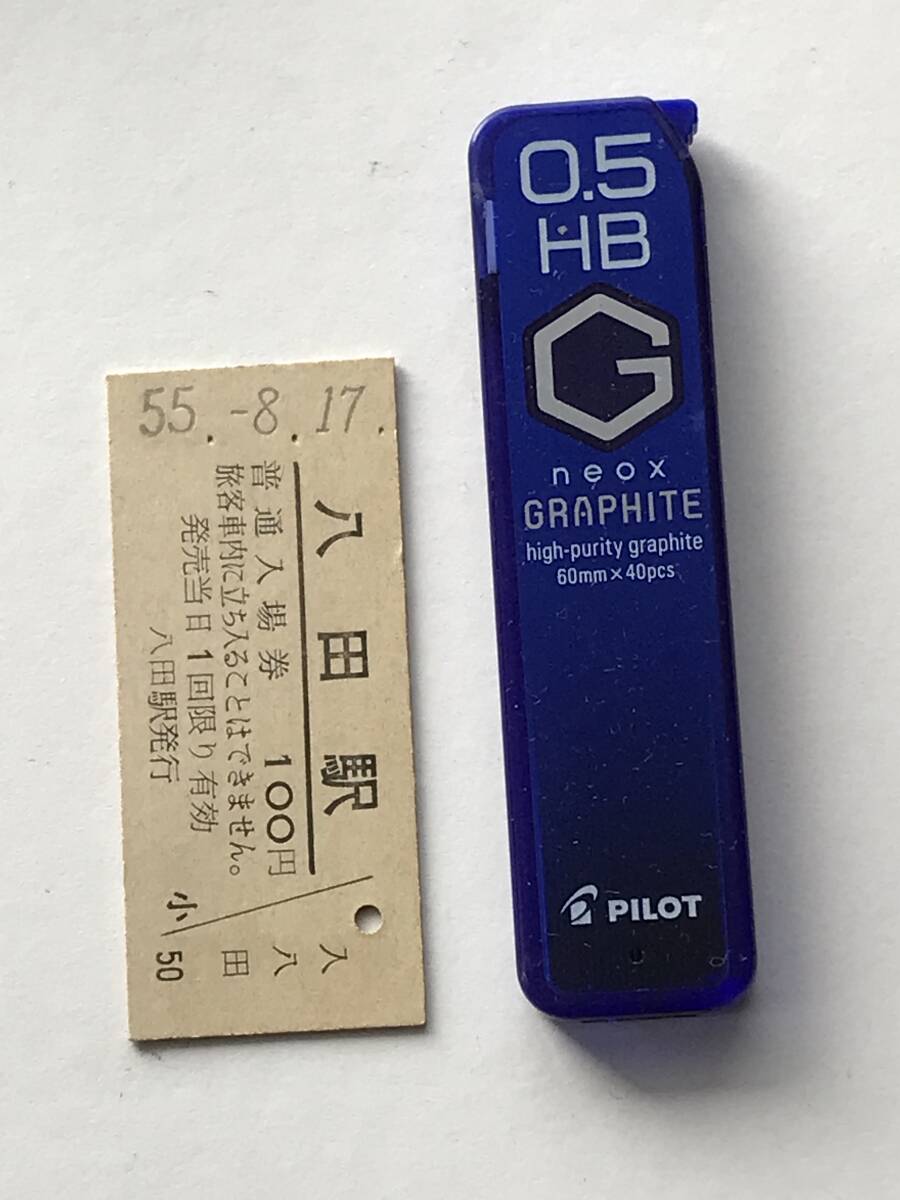 55.-8.17.
八田駅
普通入場券 100円
旅客車内に立ち入ることはできません。
発売当日1回限り有効
八田駅発行
小
50
入
八
田
0.5
HB
G
neox
GRAPHITE
high-purity graphite
60mm×40pcs
PILOT